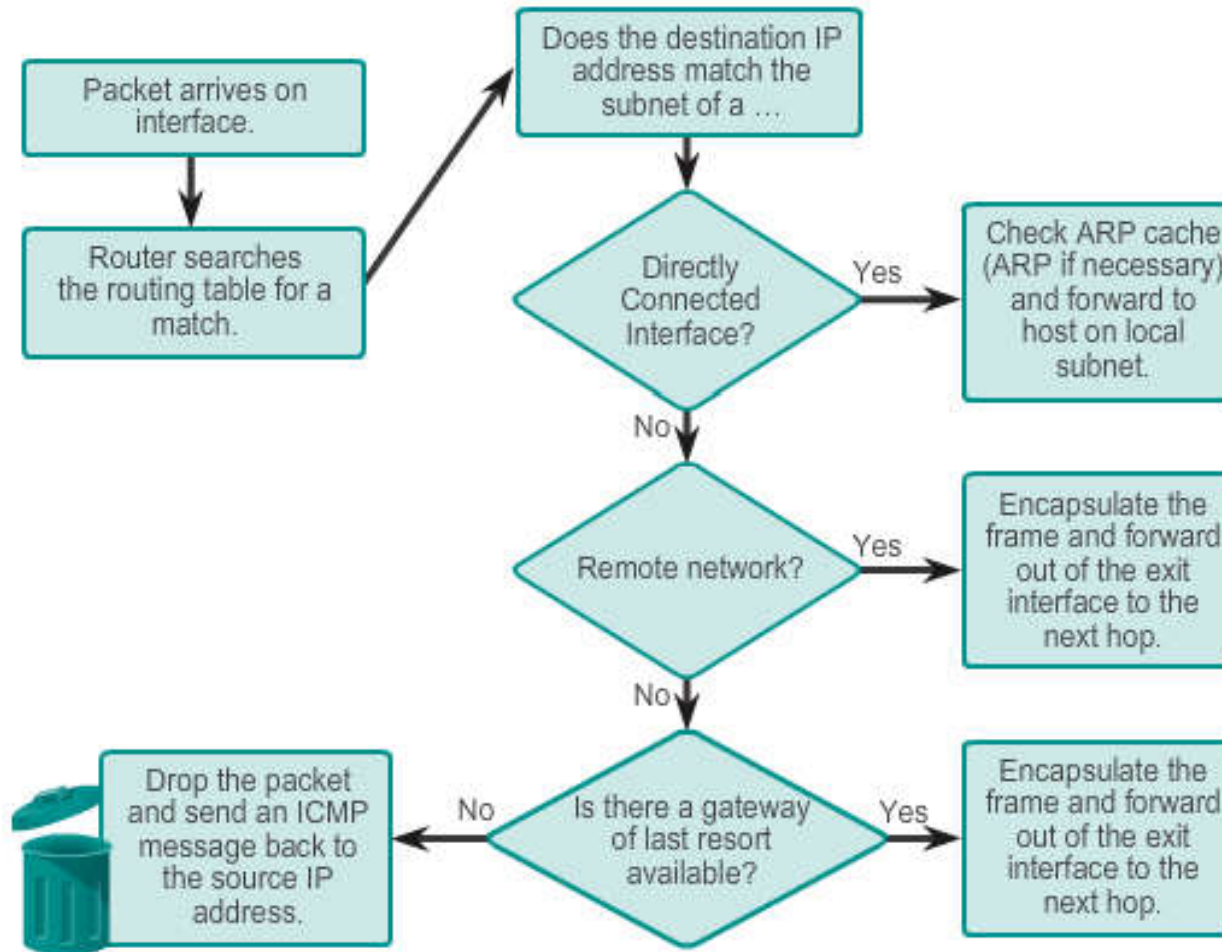 Packet arrives on
interface.
Router searches
the routing table for a
match.
Does the destination IP
address match the
subnet of a ...
Directly
Connected
Interface?
Yes
Check ARP cache
(ARP if necessary)
and forward to
host on local
subnet.
No
Remote network?
Yes
Encapsulate the
frame and forward
out of the exit
interface to the
next hop.
No
Is there a gateway
of last resort
available?
Yes
Encapsulate the
frame and forward
out of the exit
interface to the
next hop.
No
Drop the packet
and send an ICMP
message back to
the source IP
address.